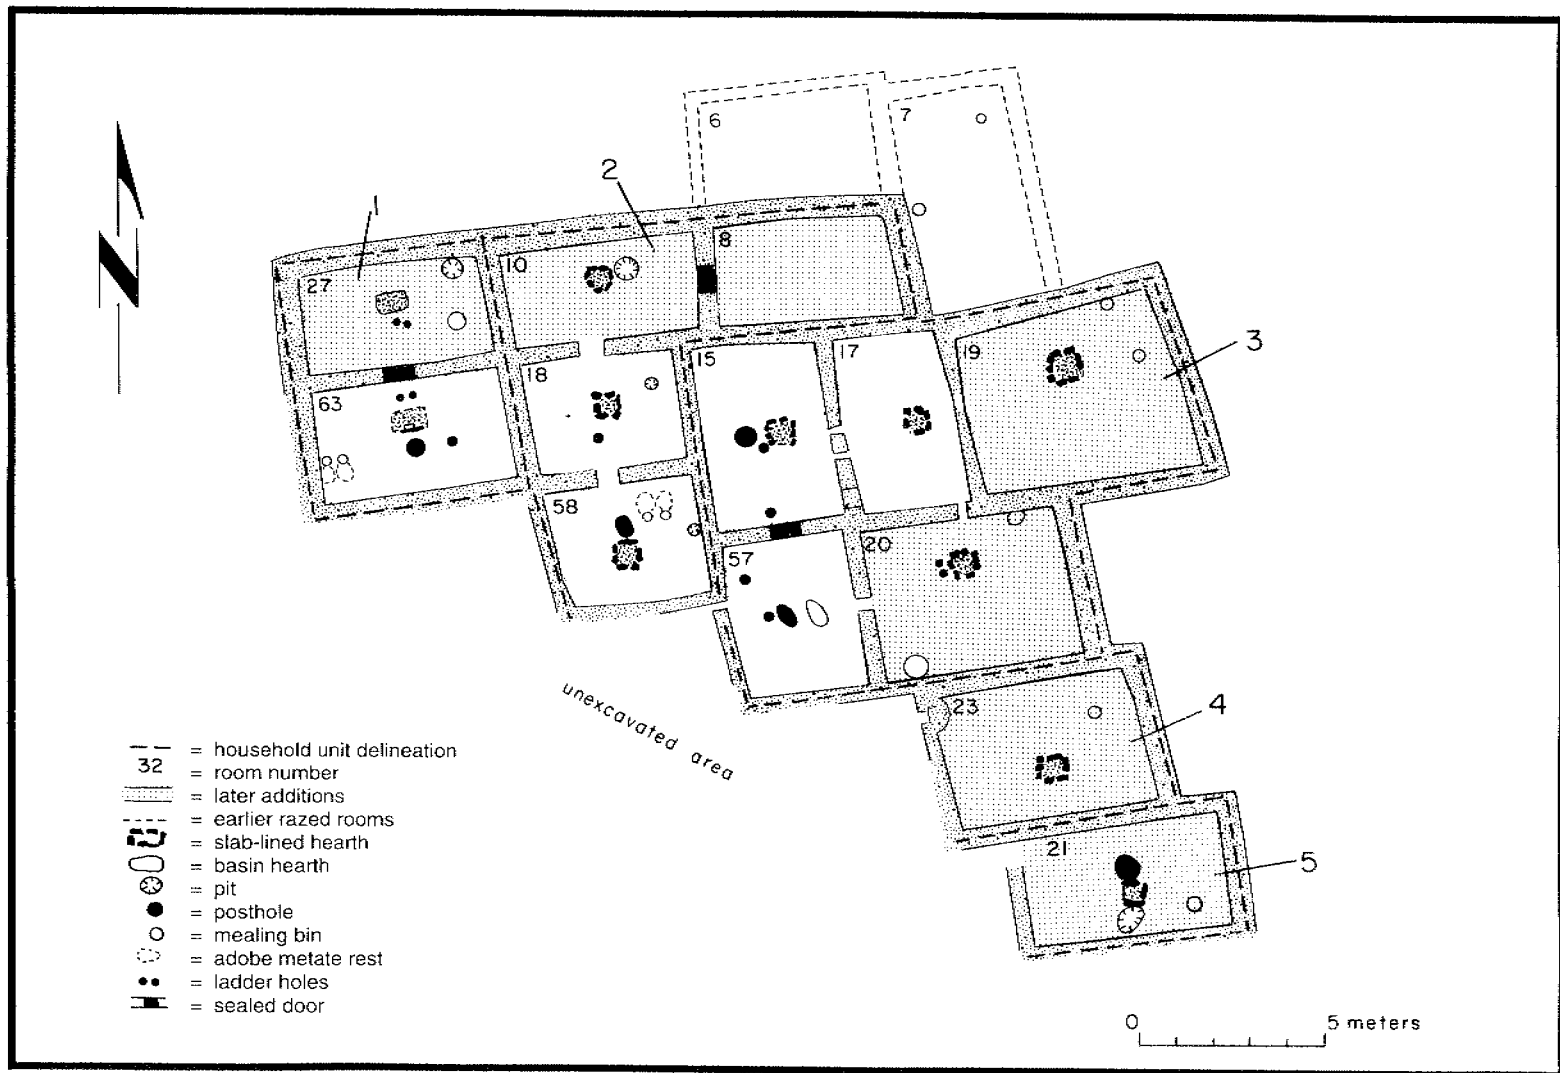 6
7
2
1
8
10
27
3
15
17
19
18
63
58
57
20
unexcavated area
23
4
21
5
= household unit delineation
32 = room number
= later additions
= earlier razed rooms
= slab-lined hearth
= basin hearth
= pit
= posthole
= mealing bin
= adobe metate rest
= ladder holes
= sealed door
N
0 5 meters